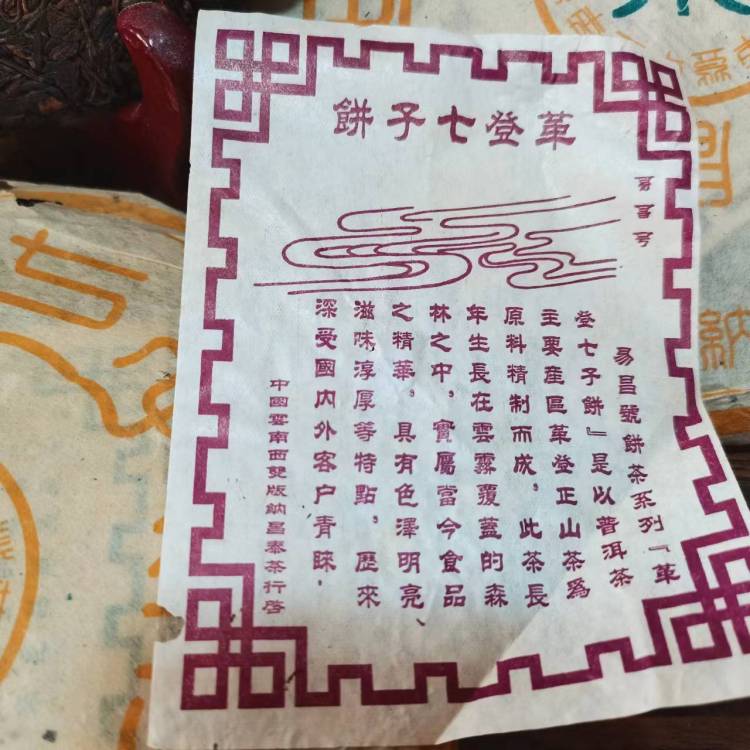 革登七子餅
易昌号
易昌號餅茶系列『革
登七子餅』是以普洱茶
主要産區革登正山茶爲
原料精制而成，此茶長
年生長在雲霧覆蓋的森
林之中，實屬當今食品
之精華，具有色澤明亮、
滋味淳厚等特點，歷來
深受國内外客户青睞．
中國雲南西雙版納昌泰茶行啓
七
納